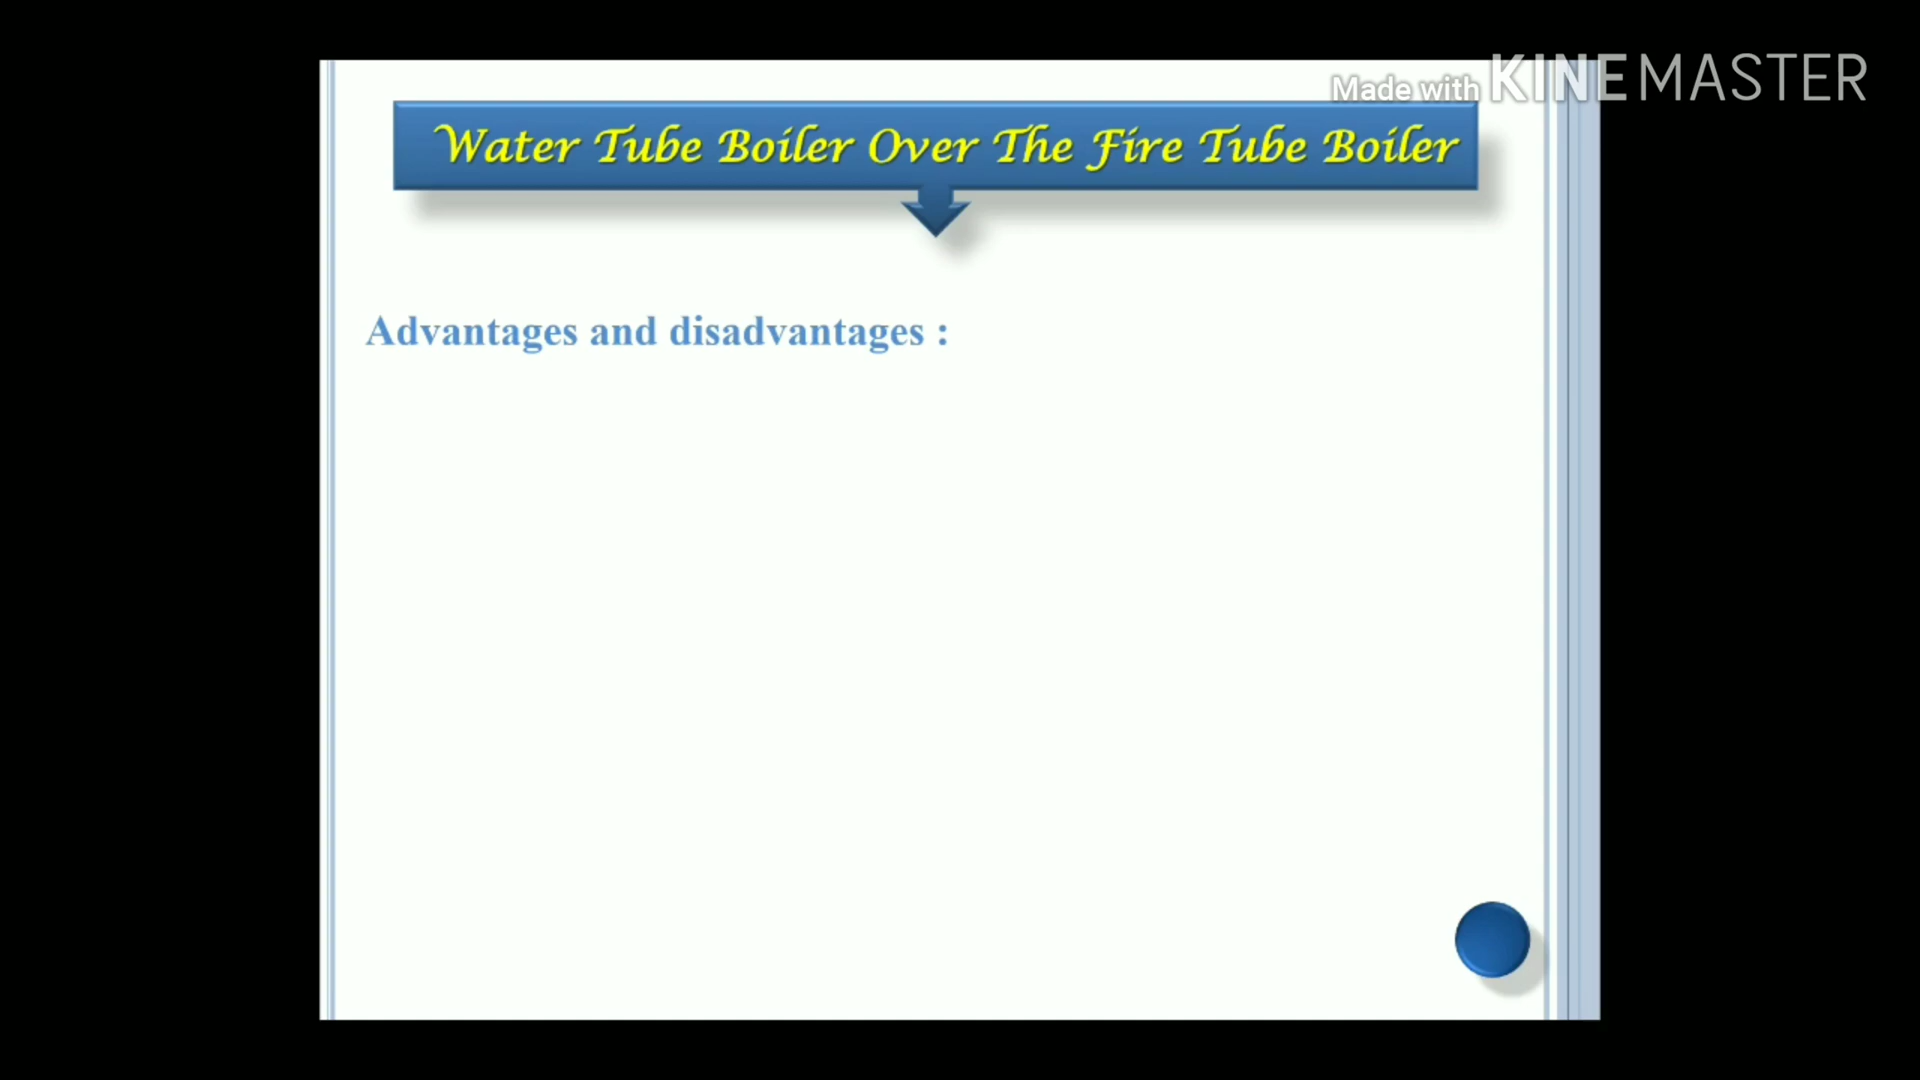 Made with KINEMASTER
Water Tube Boiler Over The Fire Tube Boiler
Advantages and disadvantages :